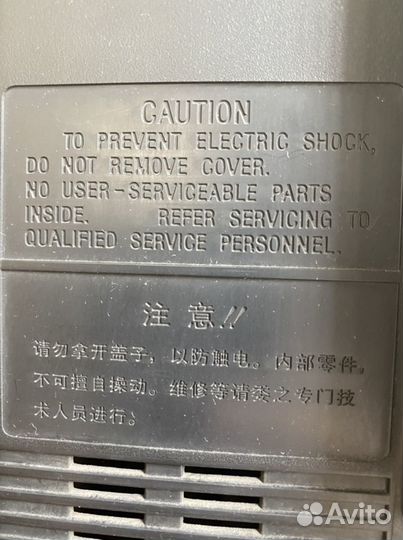 CAUTION
TO PREVENT ELECTRIC SHOCK,
DO NOT REMOVE COVER.
NO USER-SERVICEABLE PARTS
INSIDE. REFER SERVICING TO
QUALIFIED SERVICE PERSONNEL.
注 意!!
请勿拿开盖子,以防触电。内部零件,
不可擅自操动。维修等请委之专门技
术人员进行。
Avito